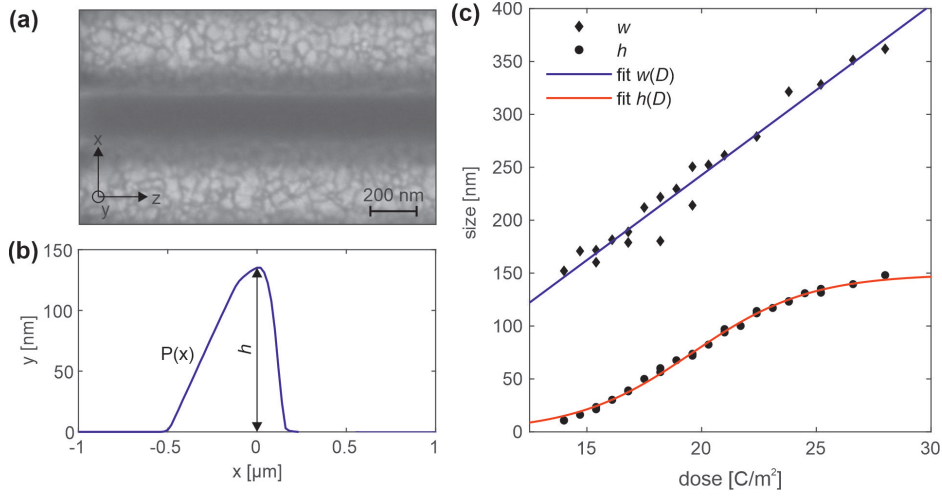 (a)
x
z
y
200 nm
(b)
150
100
50
0
y [nm]
P(x)
h
-1
-0.5
0
0.5
1
x [µm]
(c)
400
350
300
250
200
150
100
50
0
size [nm]
w
h
fit w(D)
fit h(D)
15
20
25
30
dose [C/m²]